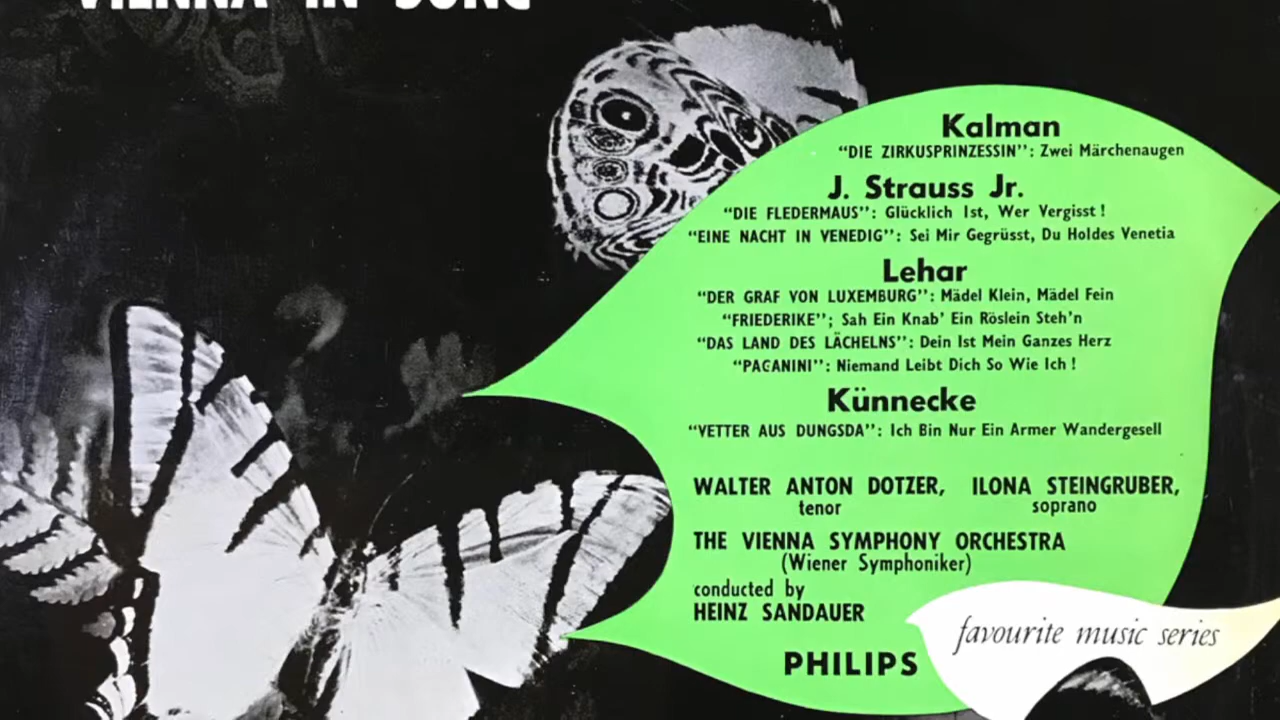 VIENNA IN SONG
Kalman
“DIE ZIRKUSPRINZESSIN”: Zwei Märchenaugen
J. Strauss Jr.
“DIE FLEDERMAUS”: Glücklich Ist, Wer Vergisst !
“EINE NACHT IN VENEDIG”: Sei Mir Gegrüsst, Du Holdes Venetia
Lehar
“DER GRAF VON LUXEMBURG”: Mädel Klein, Mädel Fein
“FRIEDERIKE”; Sah Ein Knab’ Ein Röslein Steh’n
“DAS LAND DES LÄCHELNS”: Dein Ist Mein Ganzes Herz
“PAGANINI”: Niemand Leibt Dich So Wie Ich !
Künnecke
“VETTER AUS DUNGSDA”: Ich Bin Nur Ein Armer Wandergesell
WALTER ANTON DOTZER, ILONA STEINGRUBER,
tenor soprano
THE VIENNA SYMPHONY ORCHESTRA
(Wiener Symphoniker)
conducted by
HEINZ SANDAUER
favourite music series
PHILIPS